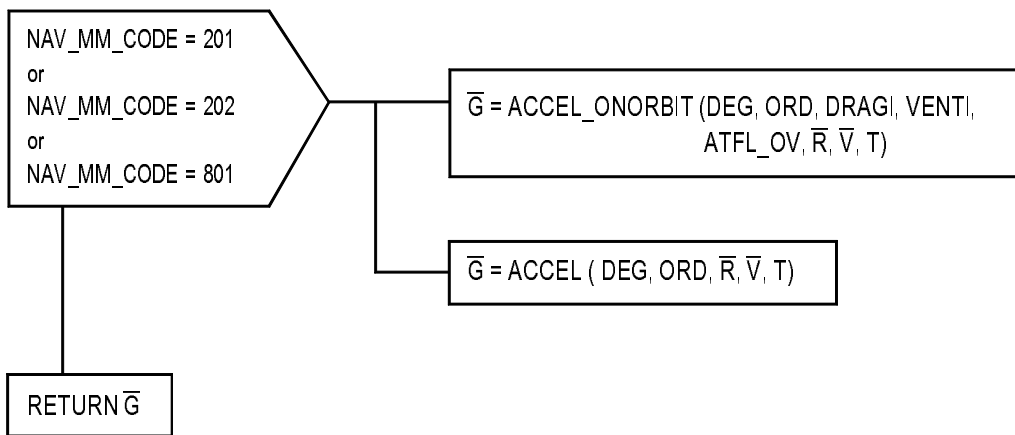 NAV_MM_CODE = 201
or
NAV_MM_CODE = 202
or
NAV_MM_CODE = 801
G̅ = ACCEL_ONORBIT (DEG, ORD, DRAGI, VENTI,
ATFL_OV, R̅, V̅, T)
G̅ = ACCEL ( DEG, ORD, R̅, V̅, T)
RETURN G̅